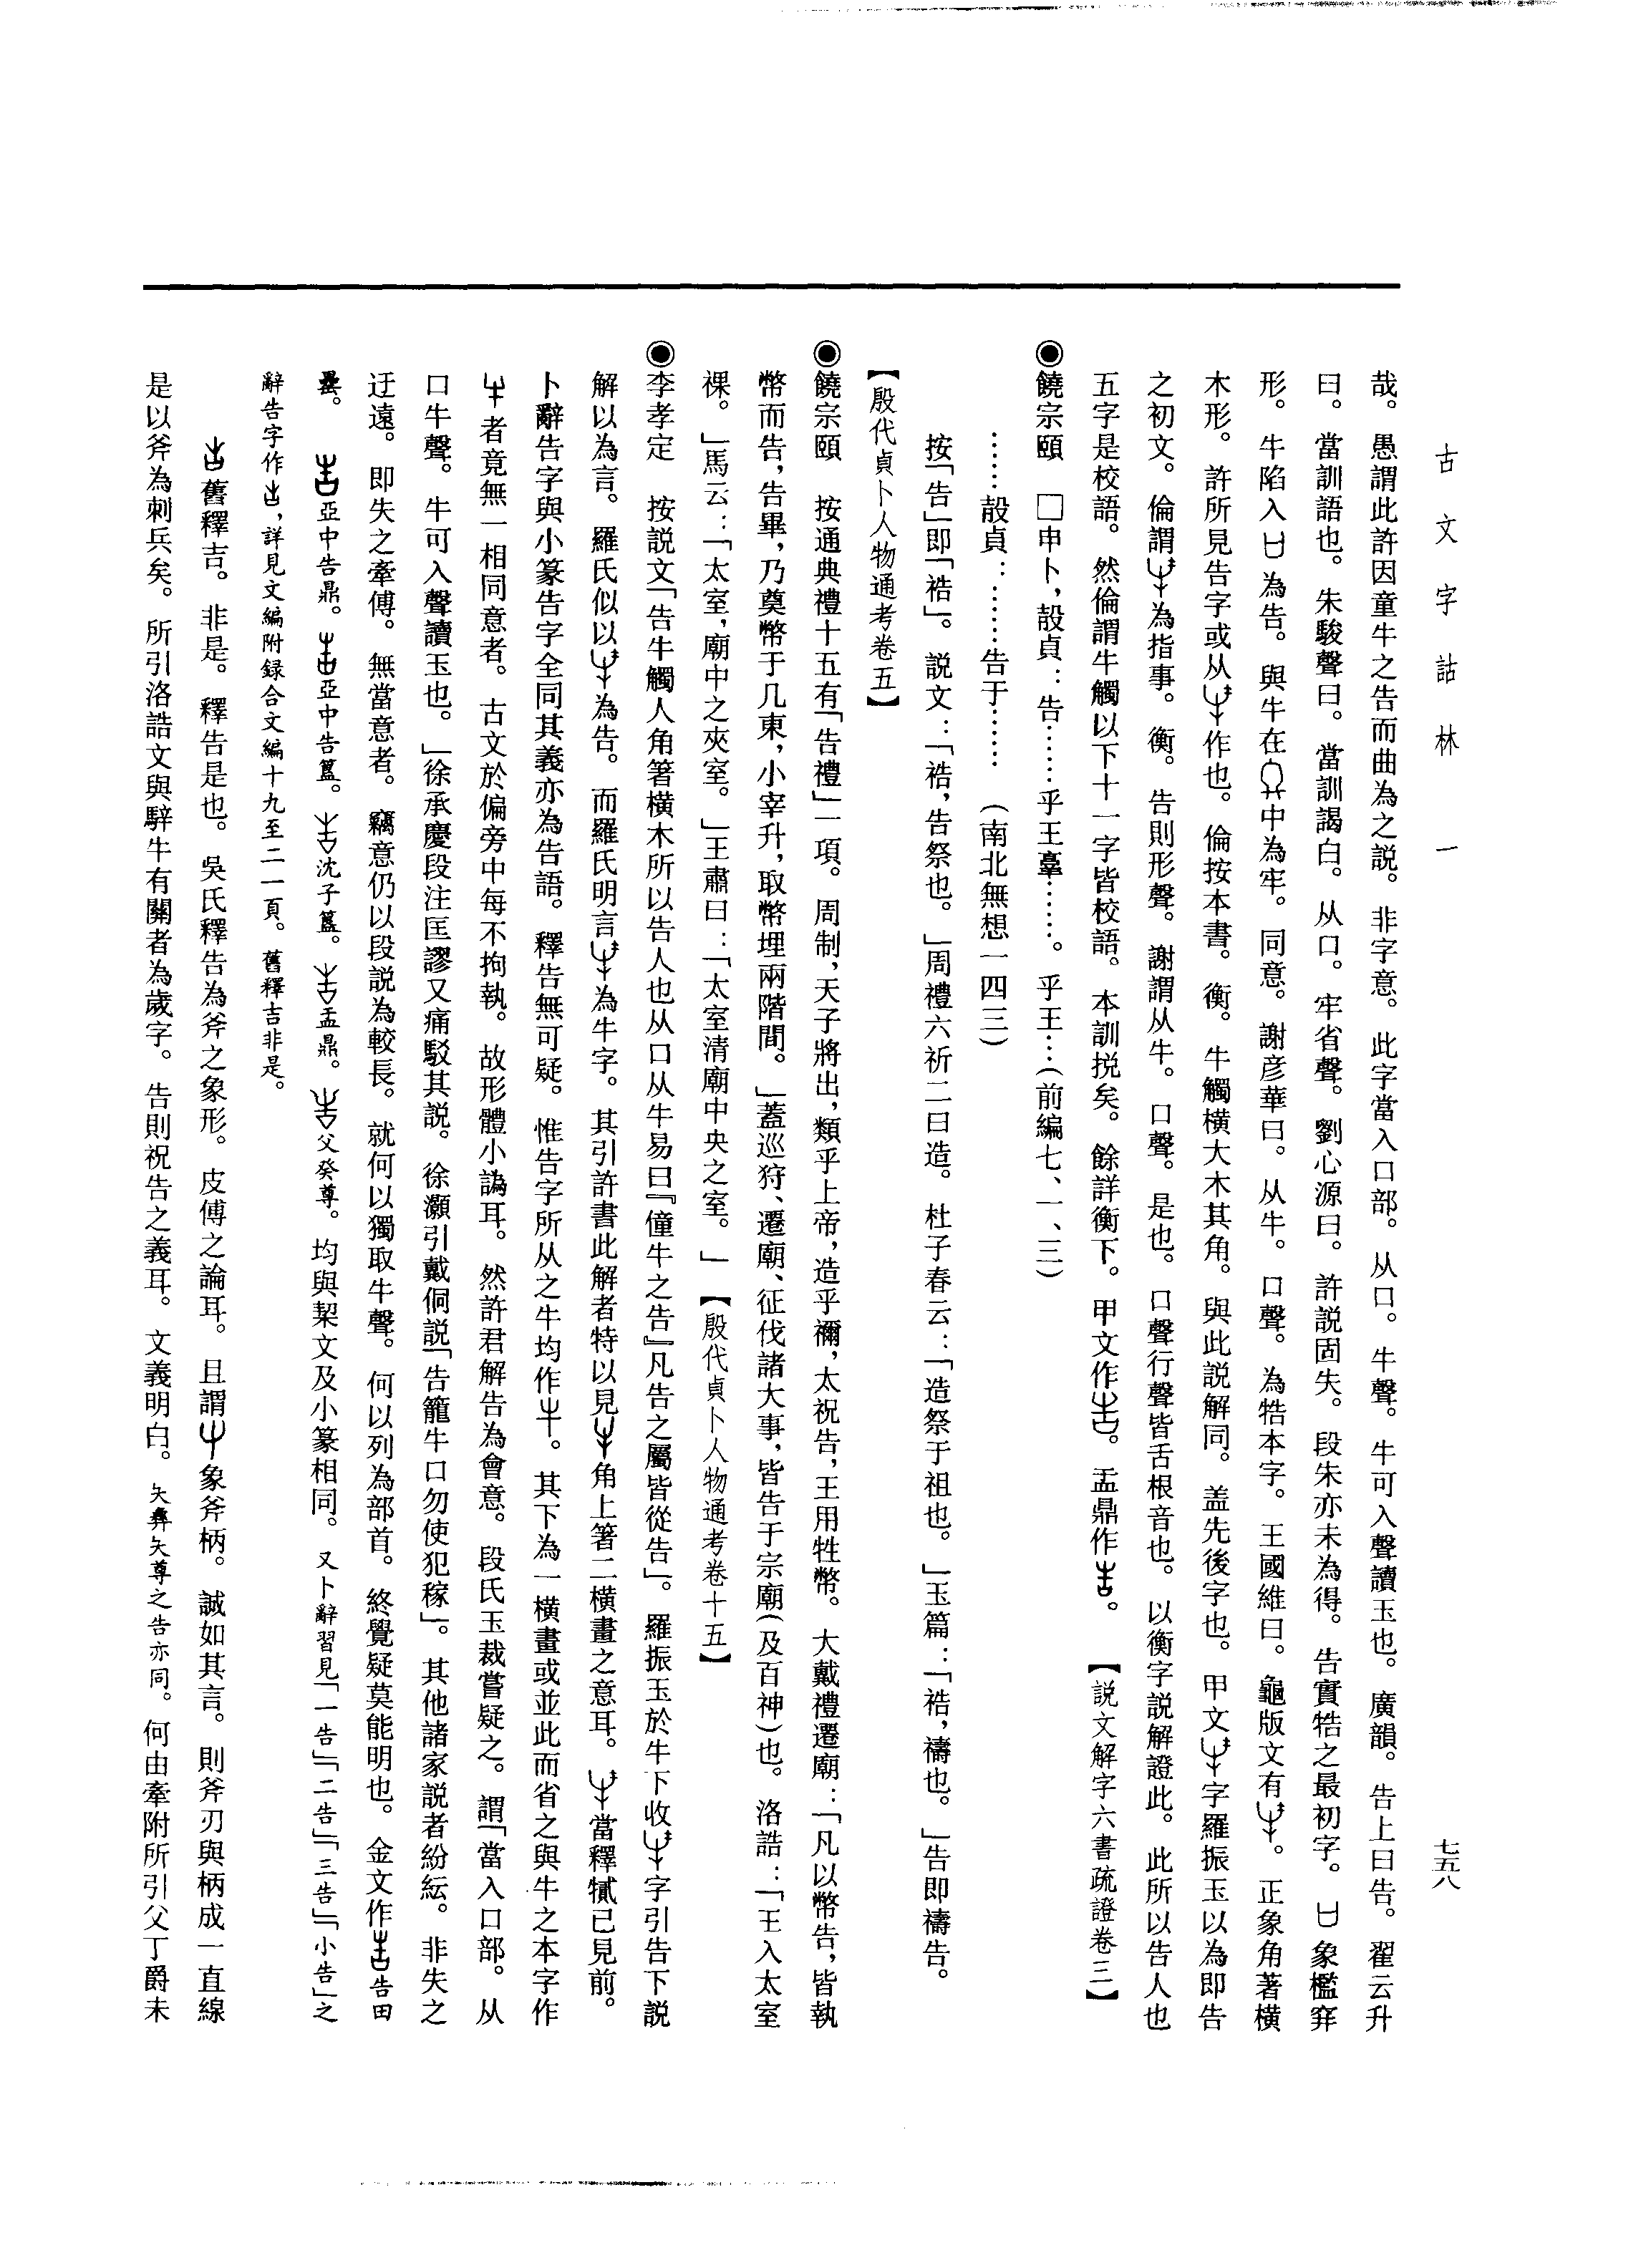 古文字詁林 一
七五八
哉。愚謂此許因童牛之告而曲為之説。非字意。此字當入口部。从口。牛聲。牛可入聲讀玉也。廣韻。告上曰告。翟云升
曰。當訓語也。朱駿聲曰。當訓謁白。从口。牢省聲。劉心源曰。許説固失。段朱亦未為得。告實牿之最初字。凵象檻穽
形。牛陷入凵為告。與牛在中為牢。同意。謝彦華曰。从牛。口聲。為牿本字。王國維曰。龜版文有。正象角著橫
木形。許所見告字或从作也。倫按本書。衡。牛觸橫大木其角。與此説解同。盖先後字也。甲文字羅振玉以為即告
之初文。倫謂為指事。衡。告則形聲。謝謂从牛。口聲。是也。口聲行聲皆舌根音也。以衡字説解證此。此所以告人也
五字是校語。然倫謂牛觸以下十一字皆校語。本訓挩矣。餘詳衡下。甲文作。盂鼎作。【説文解字六書疏證卷三】
◉饒宗頤 □申卜，㱿貞：告……乎王𦎫……。乎王…（前編七、一、三）
……㱿貞：……告于……（南北無想一四三）
按「告」即「祰」。説文：「祰，告祭也。」周禮六祈二曰造。杜子春云：「造祭于祖也。」玉篇：「祰，禱也。」告即禱告。
【殷代貞卜人物通考卷五】
◉饒宗頤 按通典禮十五有「告禮」一項。周制，天子將出，類乎上帝，造乎禰，太祝告，王用牲幣。大戴禮遷廟：「凡以幣告，皆執
幣而告，告畢，乃奠幣于几東，小宰升，取幣埋兩階間。」蓋巡狩、遷廟、征伐諸大事，皆告于宗廟（及百神）也。洛誥：「王入太室
祼。」馬云：「太室，廟中之夾室。」王肅曰：「太室清廟中央之室。」【殷代貞卜人物通考卷十五】
◉李孝定 按説文「告牛觸人角箸橫木所以告人也从口从牛易曰『僮牛之告』凡告之屬皆從告」。羅振玉於牛下收字引告下説
解以為言。羅氏似以為告。而羅氏明言為牛字。其引許書此解者特以見角上箸二橫畫之意耳。當釋犙已見前。
卜辭告字與小篆告字全同其義亦為告語。釋告無可疑。惟告字所从之牛均作。其下為一橫畫或並此而省之與牛之本字作
者竟無一相同意者。古文於偏旁中每不拘執。故形體小譌耳。然許君解告為會意。段氏玉裁嘗疑之。謂「當入口部。从
口牛聲。牛可入聲讀玉也。」徐承慶段注匡謬又痛駁其説。徐灝引戴侗説「告籠牛口勿使犯稼」。其他諸家説者紛紜。非失之
迂遠。即失之牽傅。無當意者。竊意仍以段説為較長。就何以獨取牛聲。何以列為部首。終覺疑莫能明也。金文作告田
罍。亞中告鼎。亞中告簋。沈子簋。盂鼎。父癸尊。均與栔文及小篆相同。又卜辭習見「一告」「二告」「三告」「小告」之
辭告字作，詳見文編附録合文編十九至二一頁。舊釋吉非是。
舊釋吉。非是。釋告是也。吳氏釋告為斧之象形。皮傅之論耳。且謂象斧柄。誠如其言。則斧刃與柄成一直線
是以斧為刺兵矣。所引洛誥文與騂牛有關者為歲字。告則祝告之義耳。文義明白。矢彝矢尊之告亦同。何由牽附所引父丁爵未